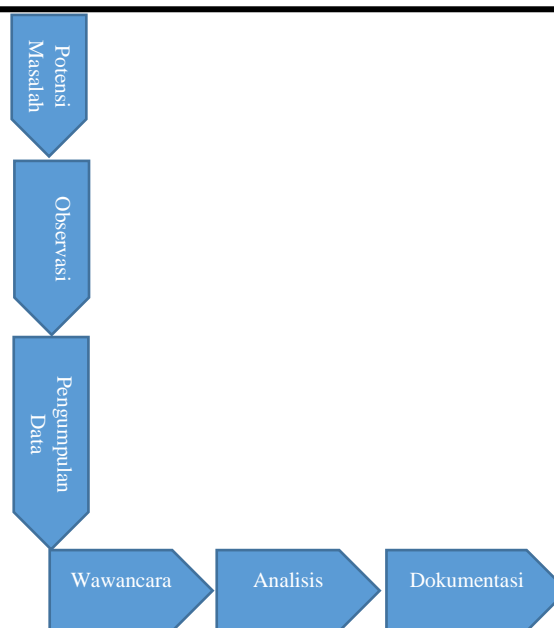 Potensi
Masalah
Observasi
Pengumpulan
Data
Wawancara
Analisis
Dokumentasi